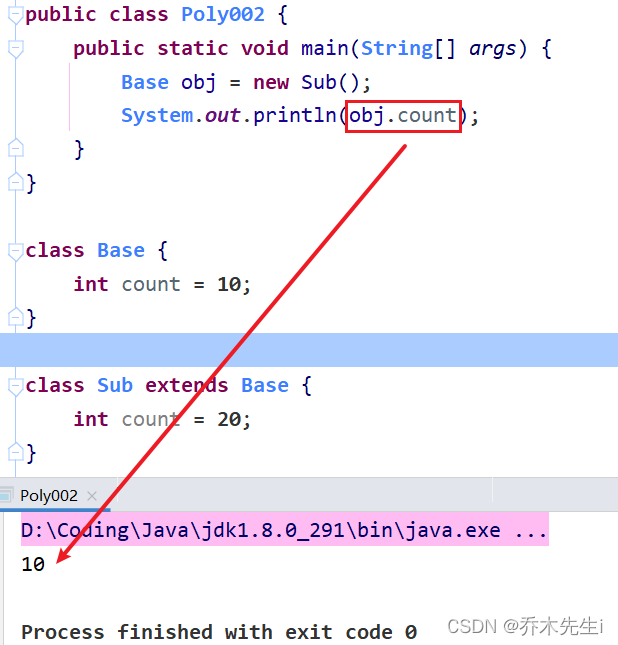 public class Poly002 {
    public static void main(String[] args) {
        Base obj = new Sub();
        System.out.println(obj.count);
    }
}
class Base {
    int count = 10;
}
class Sub extends Base {
    int count = 20;
}
Poly002 ×
D:\Coding\Java\jdk1.8.0_291\bin\java.exe ...
10
Process finished with exit code 0
CSDN @乔木先生i